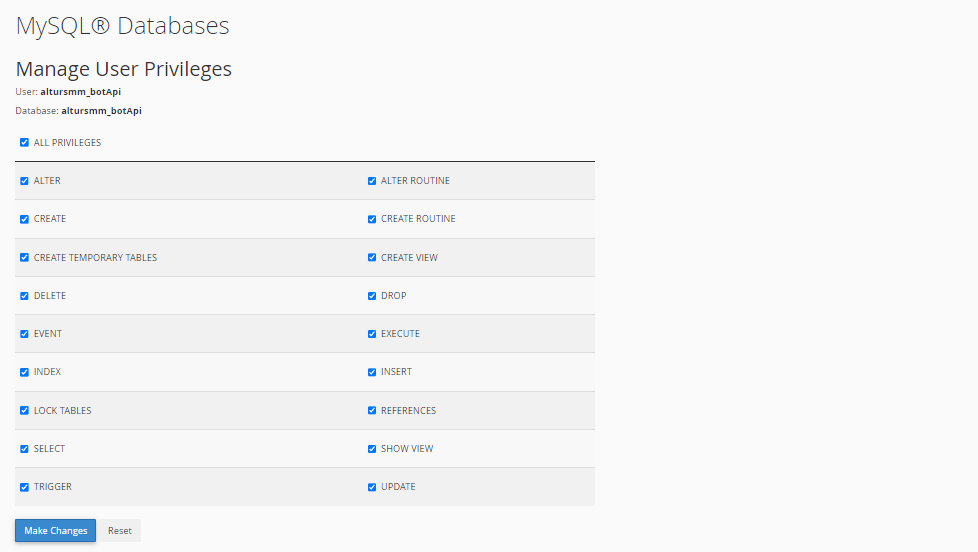 MySQL® Databases
Manage User Privileges
User: altursmm_botApi
Database: altursmm_botApi
ALL PRIVILEGES
ALTER ALTER ROUTINE
CREATE CREATE ROUTINE
CREATE TEMPORARY TABLES CREATE VIEW
DELETE DROP
EVENT EXECUTE
INDEX INSERT
LOCK TABLES REFERENCES
SELECT SHOW VIEW
TRIGGER UPDATE
Make Changes Reset